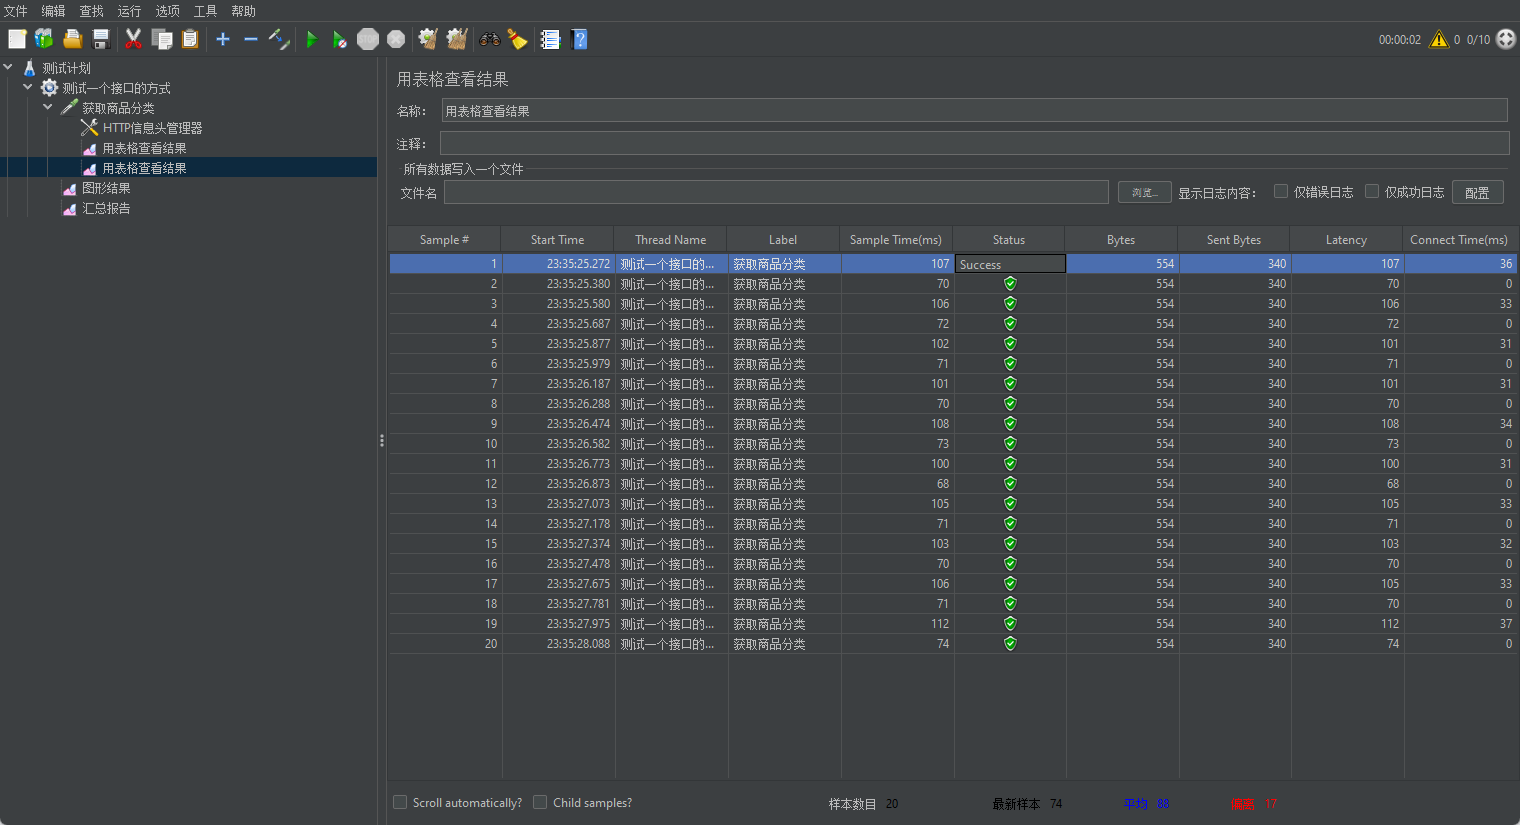 文件 编辑 查找 运行 选项 工具 帮助
00:00:02 0 0/10
测试计划
测试一个接口的方式
获取商品分类
HTTP信息头管理器
用表格查看结果
用表格查看结果
图形结果
汇总报告
用表格查看结果
名称： 用表格查看结果
注释：
所有数据写入一个文件
文件名 浏览... 显示日志内容： 仅错误日志 仅成功日志 配置
Sample # Start Time Thread Name Label Sample Time(ms) Status Bytes Sent Bytes Latency Connect Time(ms)
1 23:35:25.272 测试一个接口的... 获取商品分类 107 Success 554 340 107 36
2 23:35:25.380 测试一个接口的... 获取商品分类 70 554 340 70 0
3 23:35:25.580 测试一个接口的... 获取商品分类 106 554 340 106 33
4 23:35:25.687 测试一个接口的... 获取商品分类 72 554 340 72 0
5 23:35:25.877 测试一个接口的... 获取商品分类 102 554 340 101 31
6 23:35:25.979 测试一个接口的... 获取商品分类 71 554 340 71 0
7 23:35:26.187 测试一个接口的... 获取商品分类 101 554 340 101 31
8 23:35:26.288 测试一个接口的... 获取商品分类 70 554 340 70 0
9 23:35:26.474 测试一个接口的... 获取商品分类 108 554 340 108 34
10 23:35:26.582 测试一个接口的... 获取商品分类 73 554 340 73 0
11 23:35:26.773 测试一个接口的... 获取商品分类 100 554 340 100 31
12 23:35:26.873 测试一个接口的... 获取商品分类 68 554 340 68 0
13 23:35:27.073 测试一个接口的... 获取商品分类 105 554 340 105 33
14 23:35:27.178 测试一个接口的... 获取商品分类 71 554 340 71 0
15 23:35:27.374 测试一个接口的... 获取商品分类 103 554 340 103 32
16 23:35:27.478 测试一个接口的... 获取商品分类 70 554 340 70 0
17 23:35:27.675 测试一个接口的... 获取商品分类 106 554 340 105 33
18 23:35:27.781 测试一个接口的... 获取商品分类 71 554 340 70 0
19 23:35:27.975 测试一个接口的... 获取商品分类 112 554 340 112 37
20 23:35:28.088 测试一个接口的... 获取商品分类 74 554 340 74 0
Scroll automatically? Child samples? 样本数目 20 最新样本 74 平均 88 偏离 17